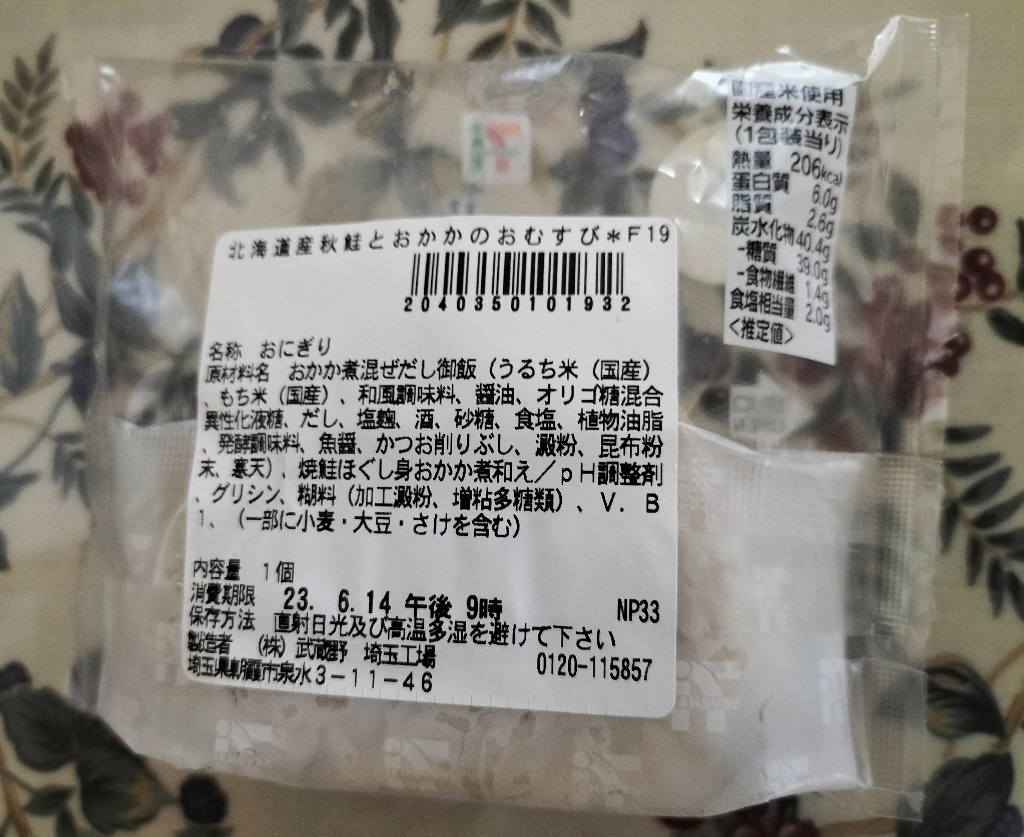 北海道産秋鮭とおかかのおむすび＊F19
2040350101932
名称　おにぎり
原材料名　おかか煮混ぜだし御飯（うるち米（国産）
、もち米（国産）、和風調味料、醤油、オリゴ糖混合
異性化液糖、だし、塩麹、酒、砂糖、食塩、植物油脂
、発酵調味料、魚醤、かつお削りぶし、澱粉、昆布粉
末、寒天）、焼鮭ほぐし身おかか煮和え／ｐＨ調整剤
、グリシン、糊料（加工澱粉、増粘多糖類）、Ｖ．Ｂ
１、（一部に小麦・大豆・さけを含む）
内容量　1個
消費期限　23. 6.14 午後 9時　NP33
保存方法　直射日光及び高温多湿を避けて下さい
製造者　（株）武蔵野　埼玉工場　0120-115857
埼玉県朝霞市泉水3-11-46
国産米使用
栄養成分表示
（1包装当り）
熱量　206kcal
蛋白質　6.0g
脂質　2.6g
炭水化物 40.4g
-糖質　39.0g
-食物繊維　1.4g
食塩相当量　2.0g
<推定値>